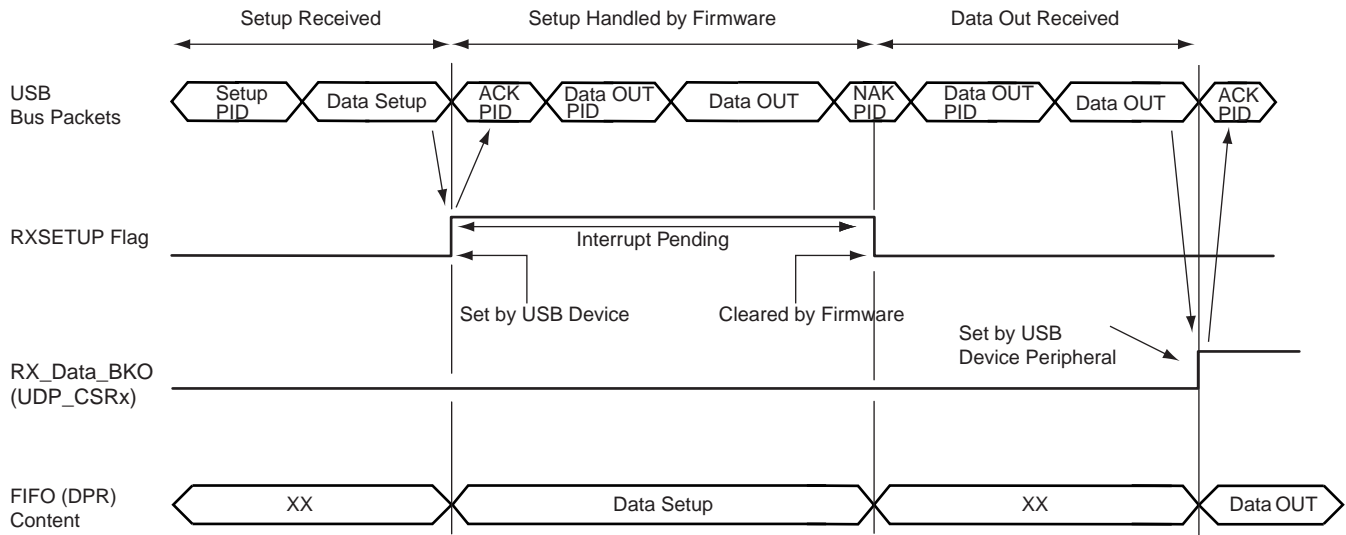 Setup Received
Setup Handled by Firmware
Data Out Received
USB
Bus Packets
Setup
PID
Data Setup
ACK
PID
Data OUT
PID
Data OUT
NAK
PID
Data OUT
PID
Data OUT
ACK
PID
RXSETUP Flag
Interrupt Pending
Set by USB Device
Cleared by Firmware
Set by USB
Device Peripheral
RX_Data_BKO
(UDP_CSRx)
FIFO (DPR)
Content
XX
Data Setup
XX
Data OUT